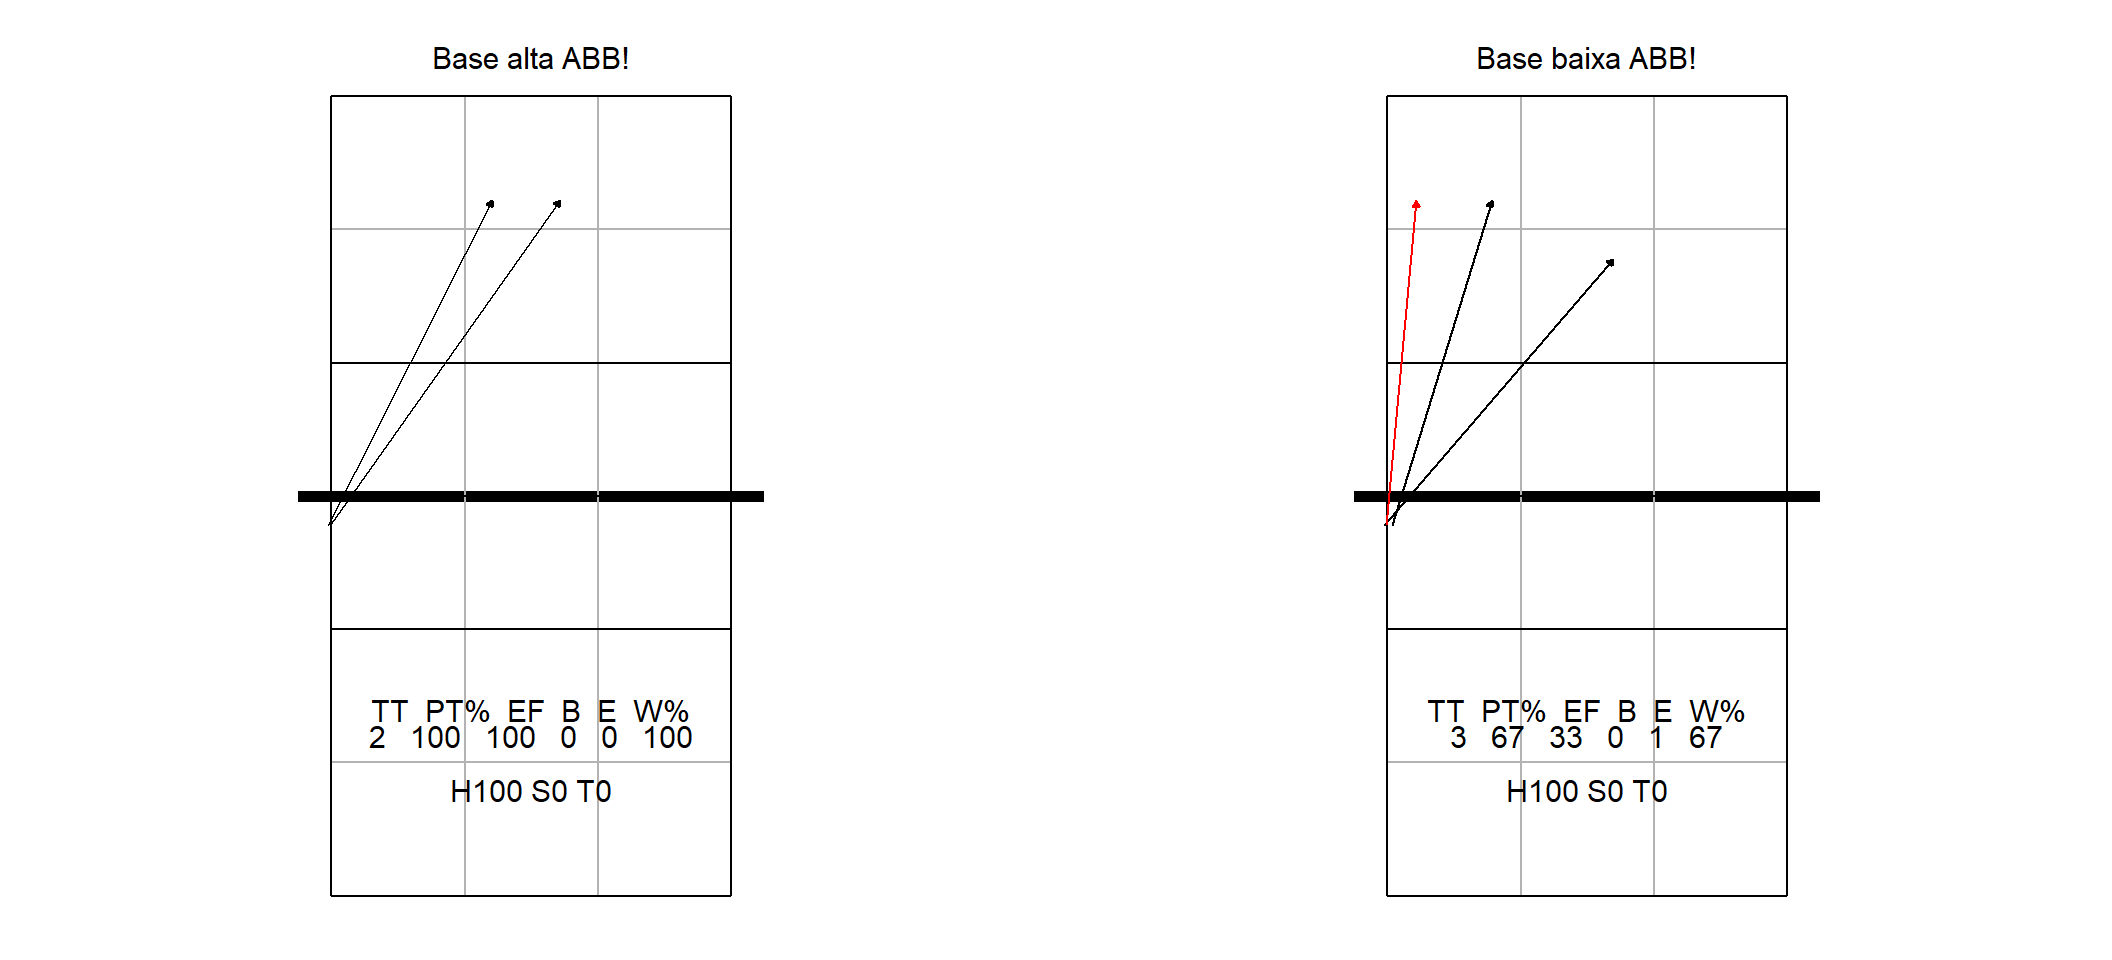 Base alta ABB!
TT PT% EF B E W%
2 100 100 0 0 100
H100 S0 T0
Base baixa ABB!
TT PT% EF B E W%
3 67 33 0 1 67
H100 S0 T0